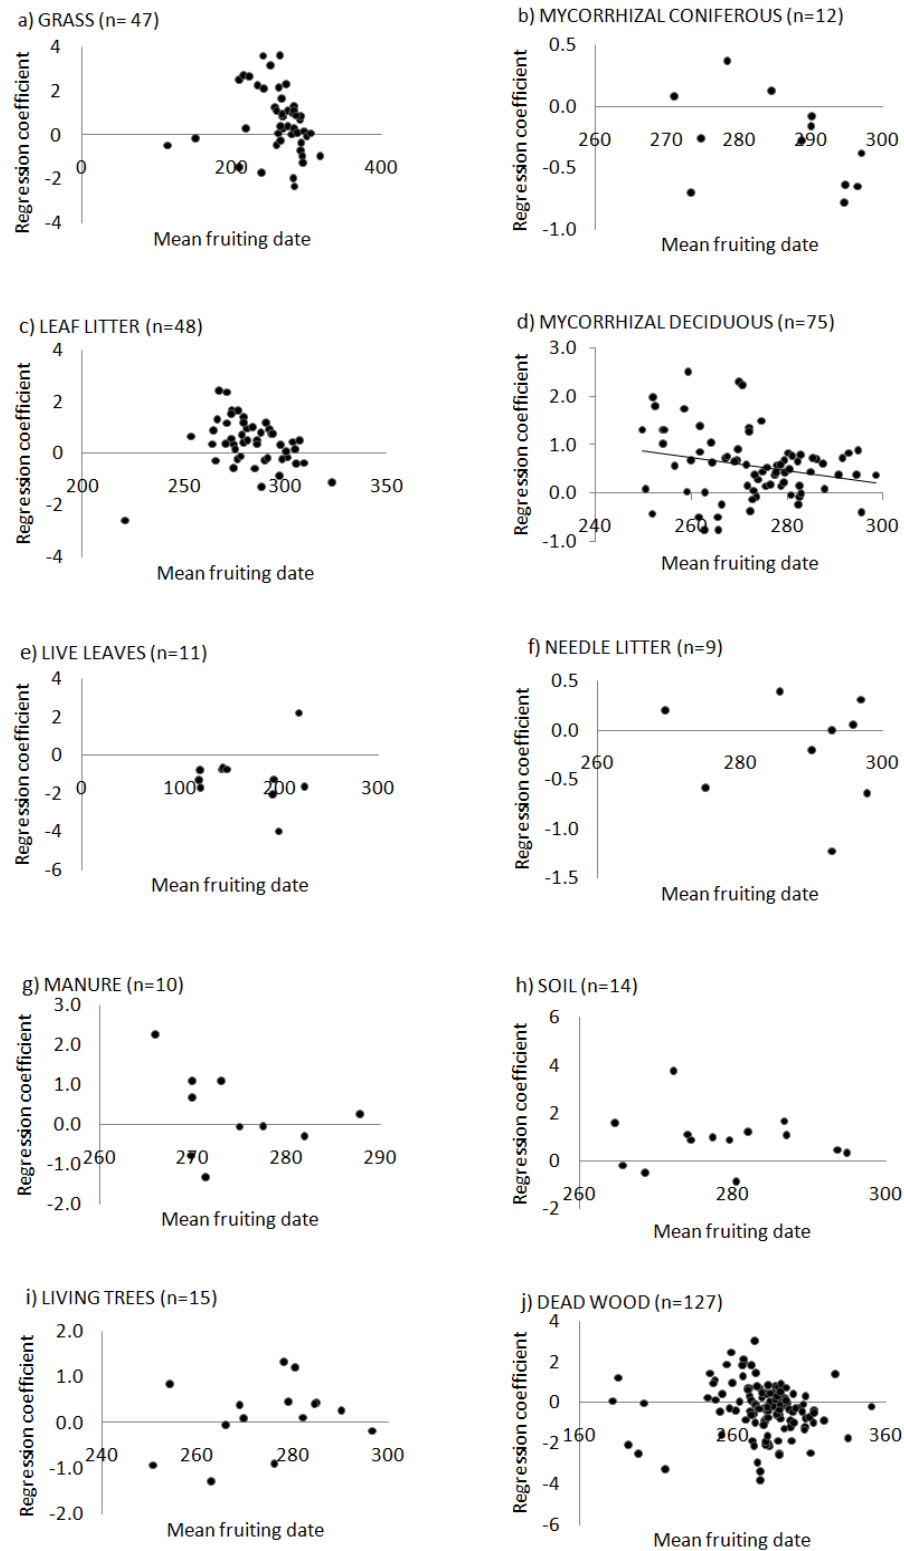 a) GRASS (n= 47)
4
2
0
-2
-4
0
200
400
Regression coefficient
Mean fruiting date
b) MYCORRHIZAL CONIFEROUS (n=12)
0.5
0.0
-0.5
-1.0
260
270
280
290
300
Regression coefficient
Mean fruiting date
c) LEAF LITTER (n=48)
4
2
0
-2
-4
200
250
300
350
Regression coefficient
Mean fruiting date
d) MYCORRHIZAL DECIDUOUS (n=75)
3.0
2.0
1.0
0.0
-1.0
240
260
280
300
Regression coefficient
Mean fruiting date
e) LIVE LEAVES (n=11)
4
2
0
-2
-4
-6
0
100
200
300
Regression coefficient
Mean fruiting date
f) NEEDLE LITTER (n=9)
0.5
0.0
-0.5
-1.0
-1.5
260
280
300
Regression coefficient
Mean fruiting date
g) MANURE (n=10)
3.0
2.0
1.0
0.0
-1.0
-2.0
260
270
280
290
Regression coefficient
Mean fruiting date
h) SOIL (n=14)
6
4
2
0
-2
260
280
300
Regression coefficient
Mean fruiting date
i) LIVING TREES (n=15)
2.0
1.0
0.0
-1.0
-2.0
240
260
280
300
Regression coefficient
Mean fruiting date
j) DEAD WOOD (n=127)
4
2
0
-2
-4
-6
160
260
360
Regression coefficient
Mean fruiting date